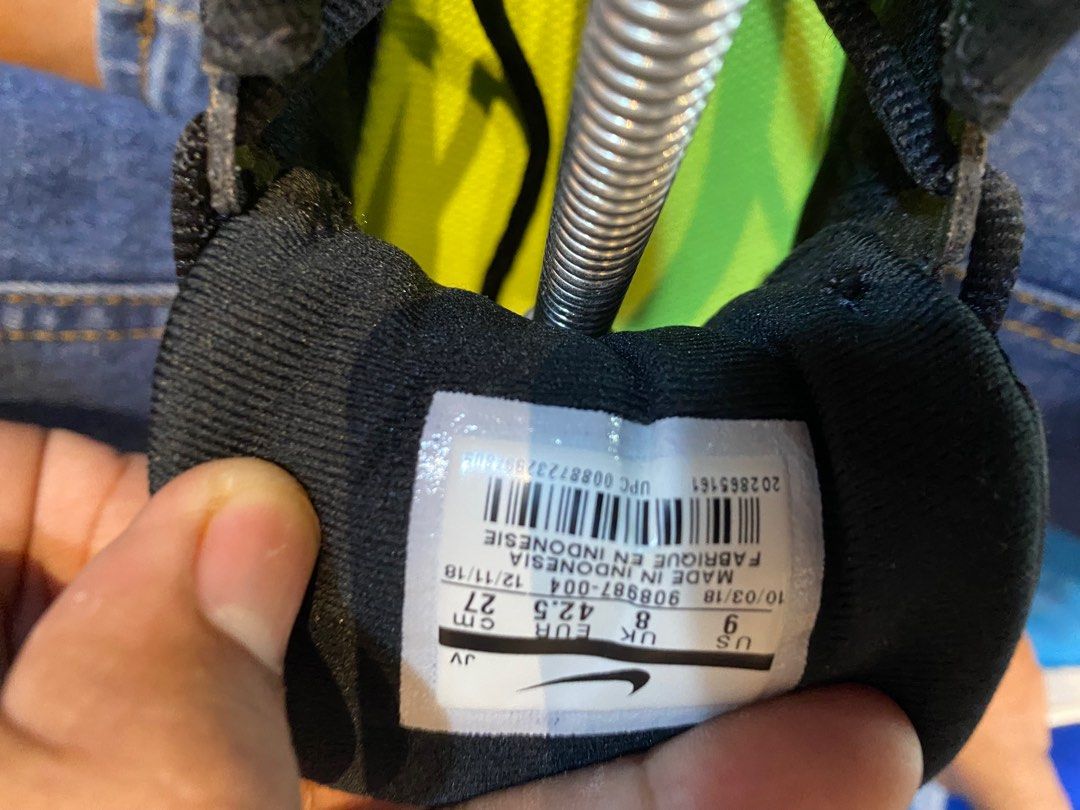 JV
US UK EUR CM
9 8 42.5 27
10/03/18 908987-004 12/11/18
MADE IN INDONESIA
FABRIQUE EN INDONESIE
202865161 UPC